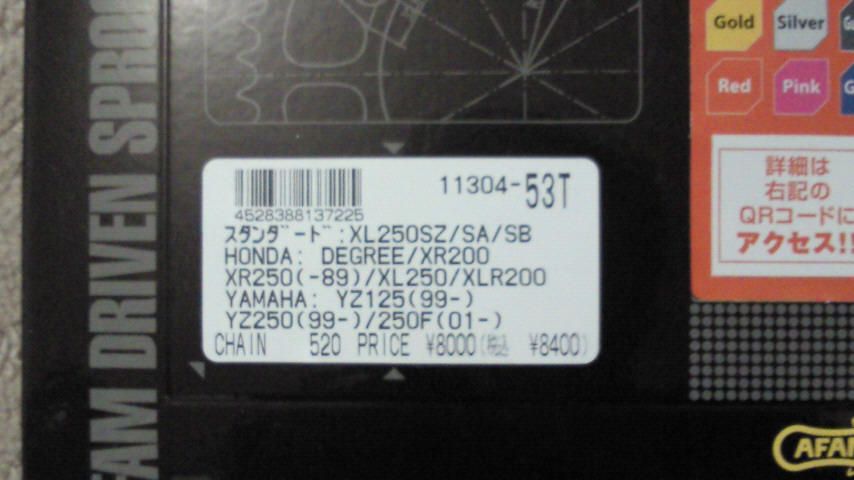 AM DRIVEN SPRO
4528388137225
11304-53T
スタンダード:XL250SZ/SA/SB
HONDA: DEGREE/XR200
XR250(-89)/XL250/XLR200
YAMAHA: YZ125(99-)
YZ250(99-)/250F(01-)
CHAIN 520 PRICE ¥8000(税込 ¥8400)
Gold Silver
Red Pink
詳細は
右記の
QRコードに
アクセス!!
AFAM